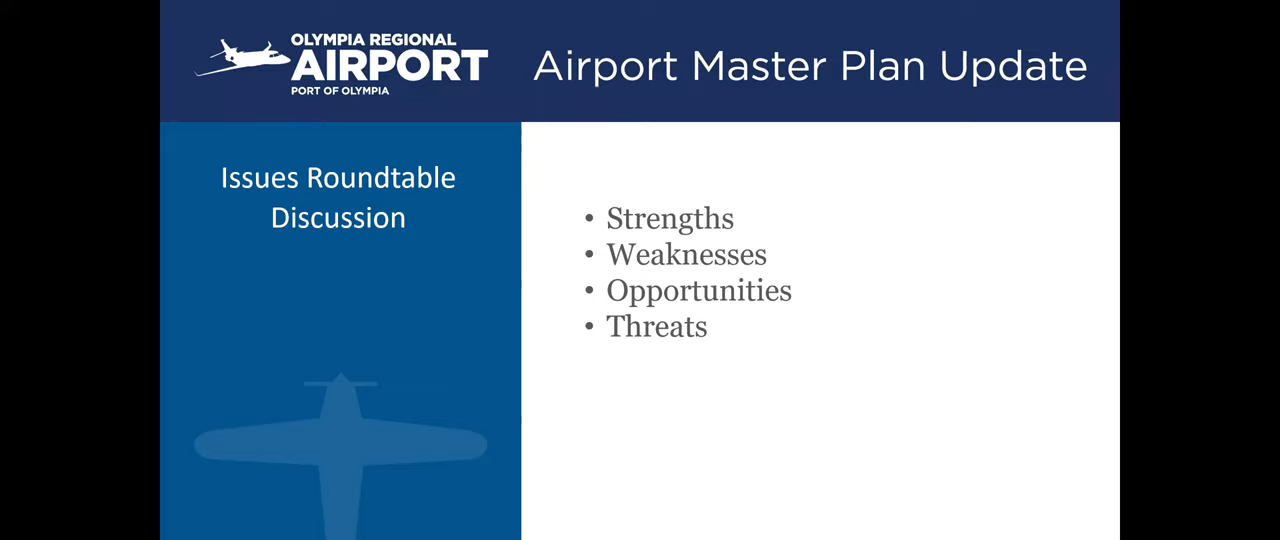 OLYMPIA REGIONAL
AIRPORT
PORT OF OLYMPIA
Airport Master Plan Update
Issues Roundtable
Discussion
• Strengths
• Weaknesses
• Opportunities
• Threats